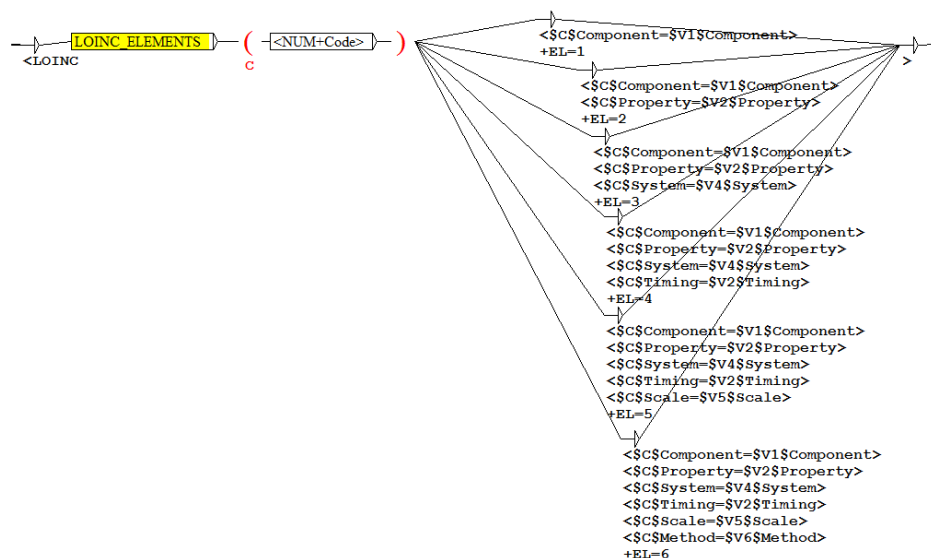 LOINC_ELEMENTS ( <NUM+Code> )
<LOINC
C
>
<$C$Component=$V1$Component>
+EL=1
<$C$Component=$V1$Component>
<$C$Property=$V2$Property>
+EL=2
<$C$Component=$V1$Component>
<$C$Property=$V2$Property>
<$C$System=$V4$System>
+EL=3
<$C$Component=$V1$Component>
<$C$Property=$V2$Property>
<$C$System=$V4$System>
<$C$Timing=$V2$Timing>
+EL=4
<$C$Component=$V1$Component>
<$C$Property=$V2$Property>
<$C$System=$V4$System>
<$C$Timing=$V2$Timing>
<$C$Scale=$V5$Scale>
+EL=5
<$C$Component=$V1$Component>
<$C$Property=$V2$Property>
<$C$System=$V4$System>
<$C$Timing=$V2$Timing>
<$C$Scale=$V5$Scale>
<$C$Method=$V6$Method>
+EL=6